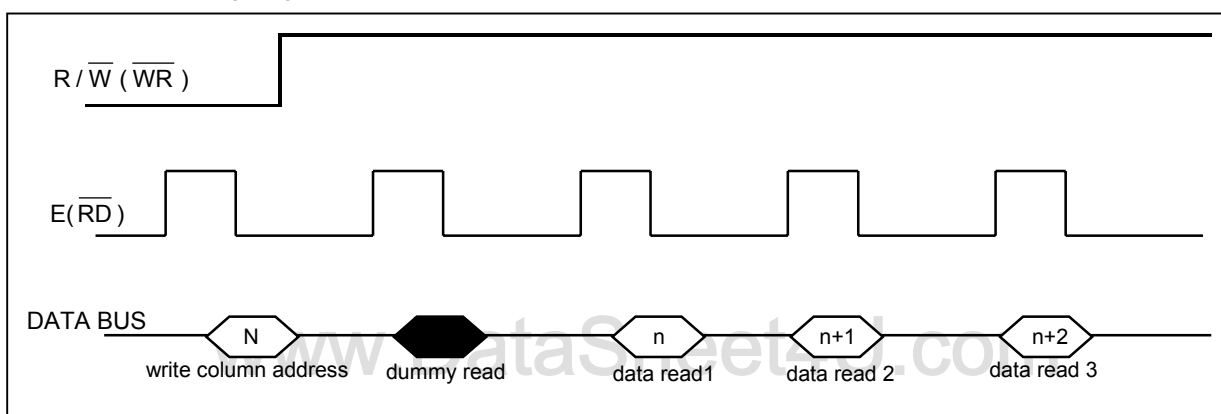 R / W ( WR )
E( RD )
DATA BUS
N n n+1 n+2
write column address dummy read data read1 data read 2 data read 3
www.DataSheet4U.com